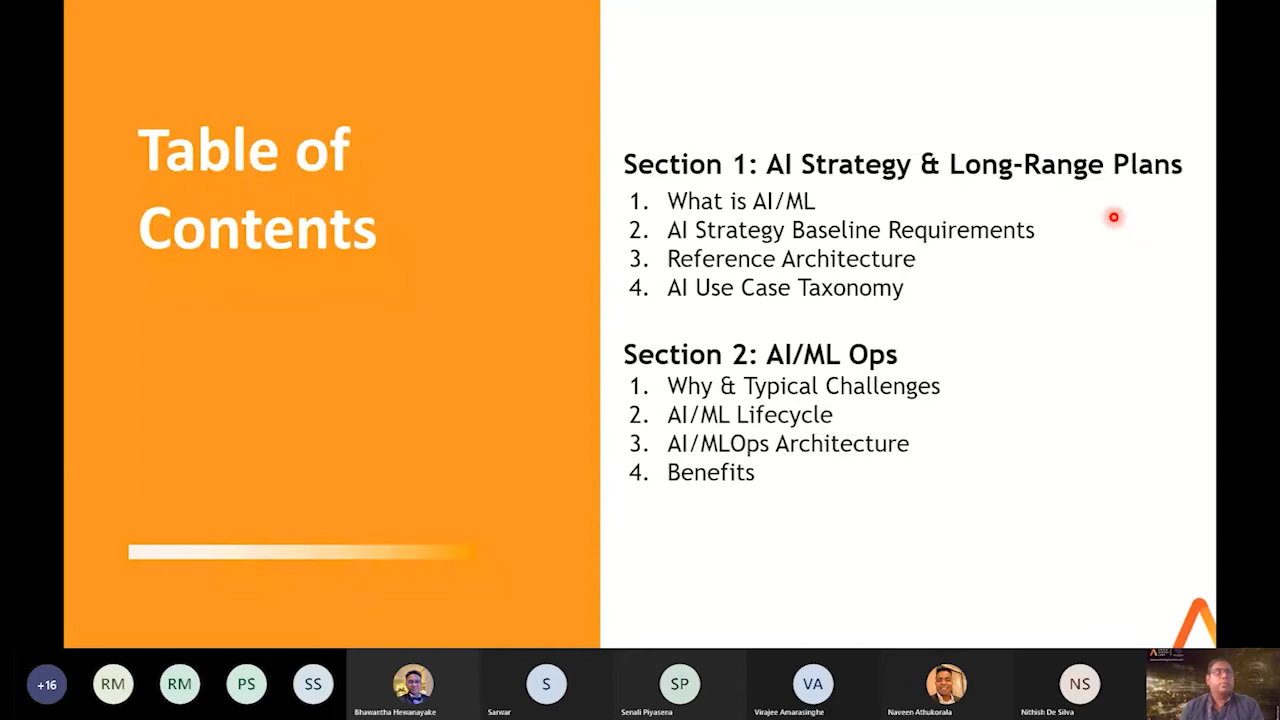 Table of
Contents
Section 1: AI Strategy & Long-Range Plans
1. What is AI/ML
2. AI Strategy Baseline Requirements
3. Reference Architecture
4. AI Use Case Taxonomy
Section 2: AI/ML Ops
1. Why & Typical Challenges
2. AI/ML Lifecycle
3. AI/MLOps Architecture
4. Benefits
+16
RM
RM
PS
SS
S
SP
VA
NS
Bhawantha Hewanayake
Sarwar
Senali Piyasena
Virajee Amarasinghe
Naveen Athukorala
Nithish De Silva